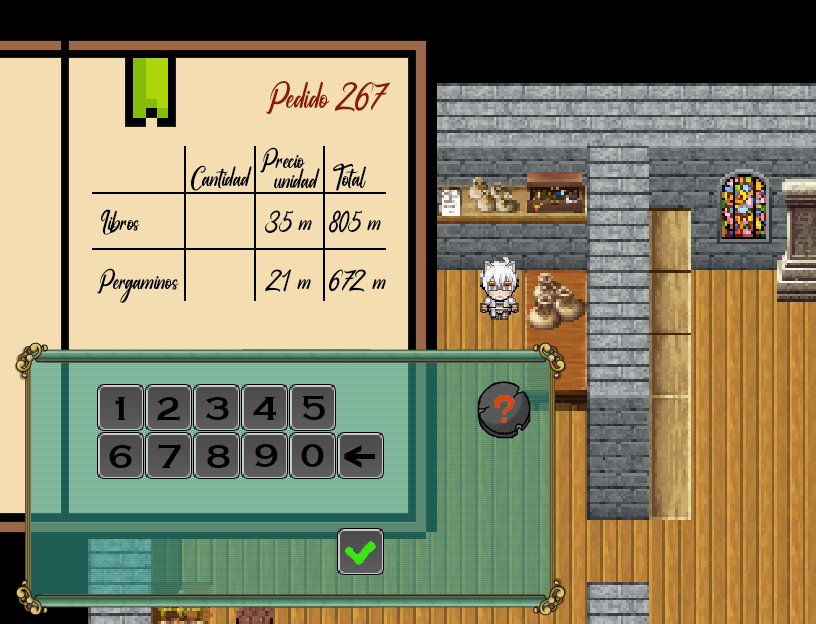 Pedido 267
Cantidad Precio unidad Total
Libros 35 m 805 m
Pergaminos 21 m 672 m
1 2 3 4 5
6 7 8 9 0 ←
?